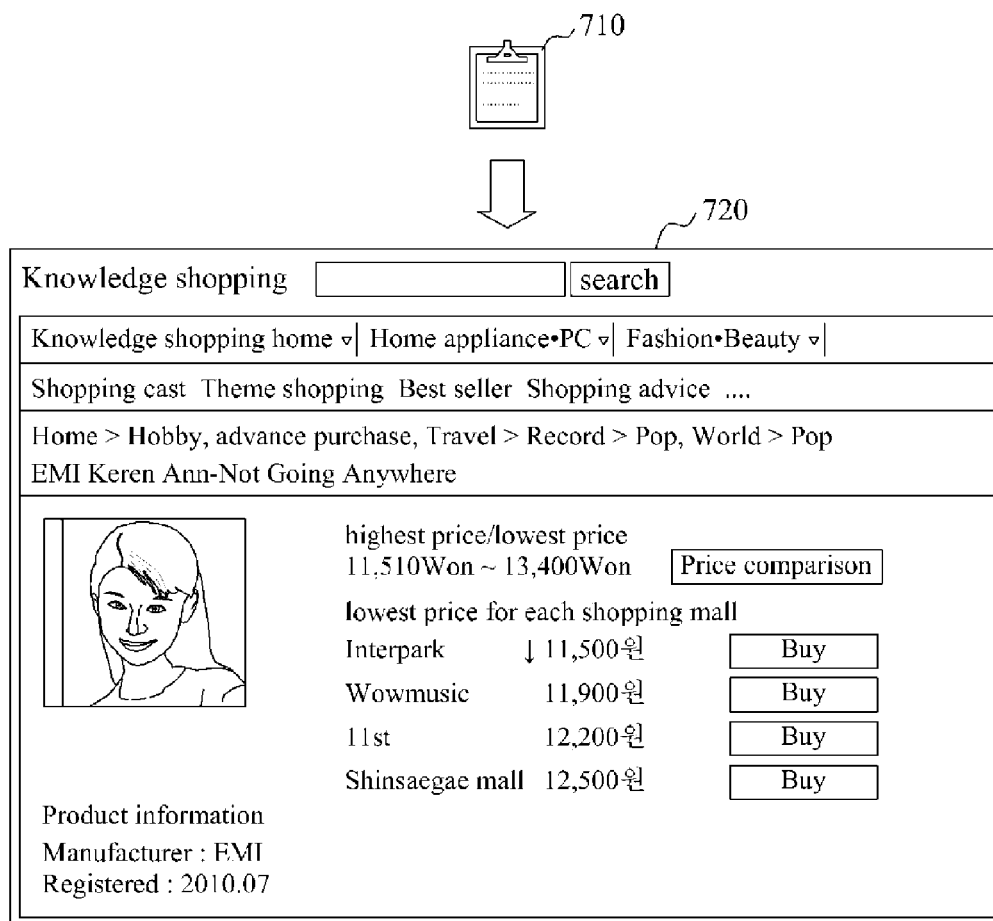 710
720
Knowledge shopping search
Knowledge shopping home ▿ Home appliance•PC ▿ Fashion•Beauty ▿
Shopping cast Theme shopping Best seller Shopping advice ....
Home > Hobby, advance purchase, Travel > Record > Pop, World > Pop
EMI Keren Ann-Not Going Anywhere
highest price/lowest price
11,510Won ~ 13,400Won Price comparison
lowest price for each shopping mall
Interpark ↓ 11,500원 Buy
Wowmusic 11,900원 Buy
11st 12,200원 Buy
Shinsaegae mall 12,500원 Buy
Product information
Manufacturer : EMI
Registered : 2010.07